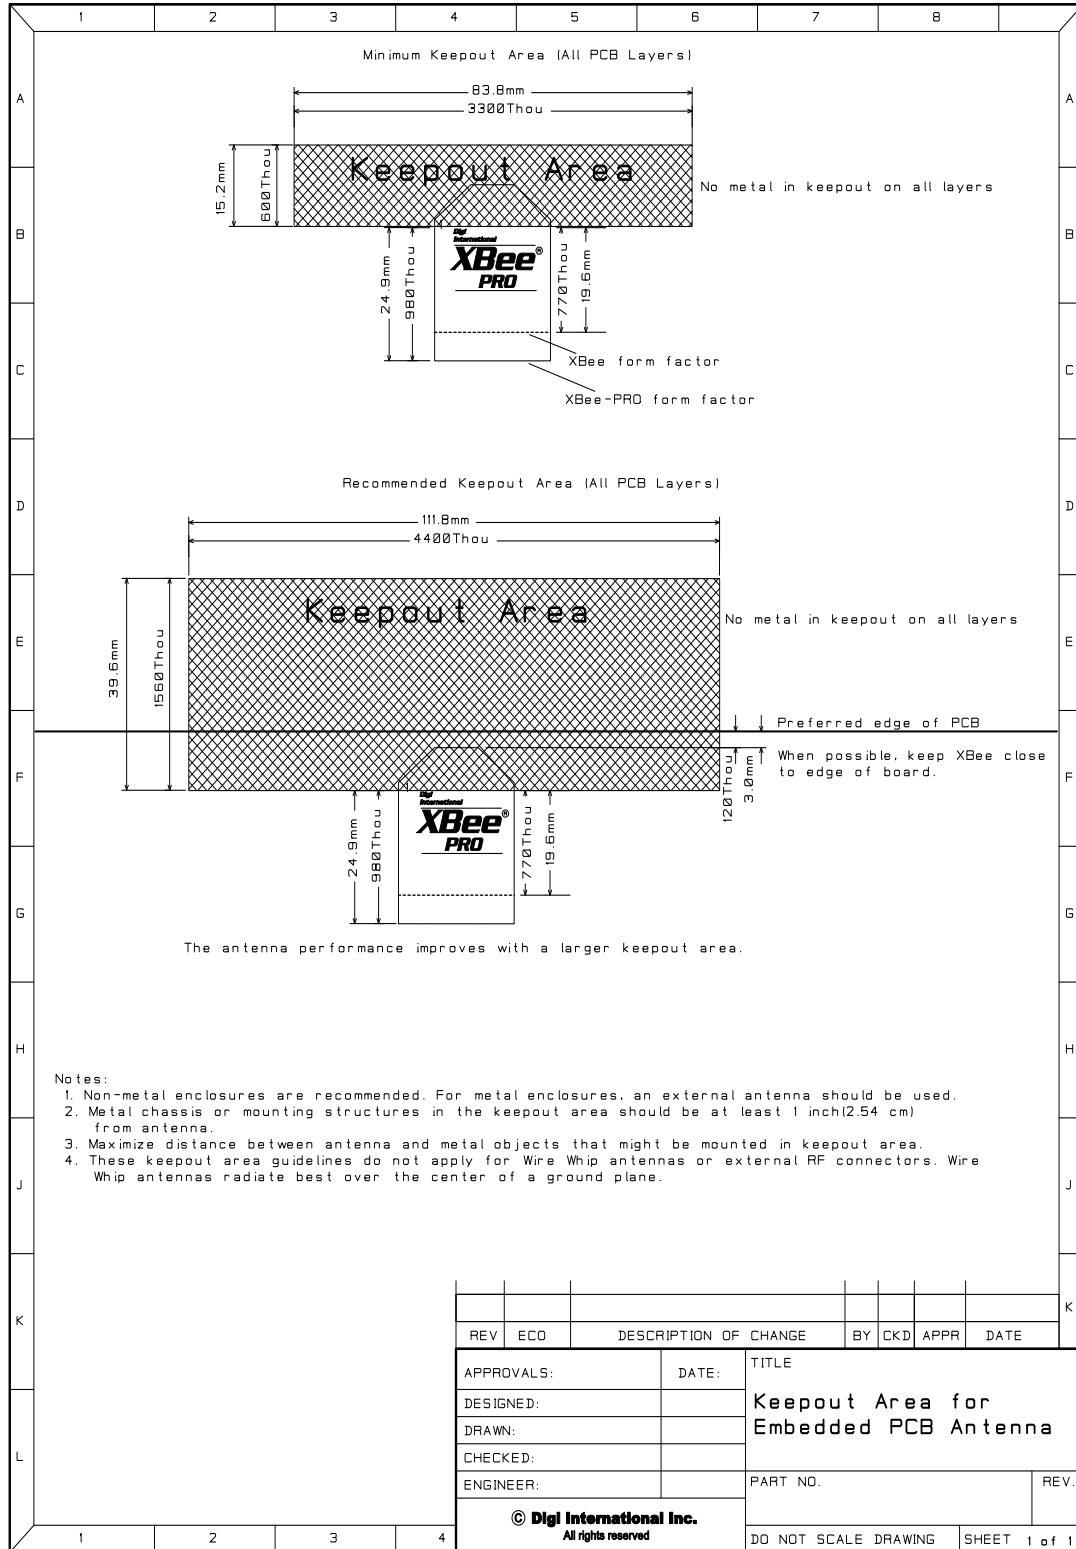 1 2 3 4 5 6 7 8
Minimum Keepout Area (All PCB Layers)
83.8mm
3300Thou
A A
Keepout Area
15.2mm
600Thou
No metal in keepout on all layers
B B
Digi
International
XBee®
PRO
24.9mm
980Thou
770Thou
19.6mm
XBee form factor
C C
XBee-PRO form factor
Recommended Keepout Area (All PCB Layers)
D D
111.8mm
4400Thou
Keepout Area
No metal in keepout on all layers
E E
39.6mm
1560Thou
Preferred edge of PCB
When possible, keep XBee close
to edge of board.
F F
120Thou
3.0mm
Digi
International
XBee®
PRO
24.9mm
980Thou
770Thou
19.6mm
G G
The antenna performance improves with a larger keepout area.
H H
Notes:
1. Non-metal enclosures are recommended. For metal enclosures, an external antenna should be used.
2. Metal chassis or mounting structures in the keepout area should be at least 1 inch(2.54 cm)
from antenna.
3. Maximize distance between antenna and metal objects that might be mounted in keepout area.
4. These keepout area guidelines do not apply for Wire Whip antennas or external RF connectors. Wire
Whip antennas radiate best over the center of a ground plane.
J J
K K
REV ECO DESCRIPTION OF CHANGE BY CKD APPR DATE
APPROVALS: DATE: TITLE
DESIGNED: Keepout Area for
DRAWN: Embedded PCB Antenna
CHECKED:
L
ENGINEER: PART NO. REV.
© Digi International Inc.
All rights reserved
DO NOT SCALE DRAWING SHEET 1 of 1
1 2 3 4